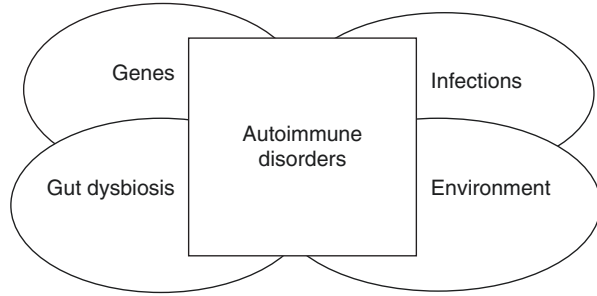 Genes
Infections
Autoimmune
disorders
Gut dysbiosis
Environment